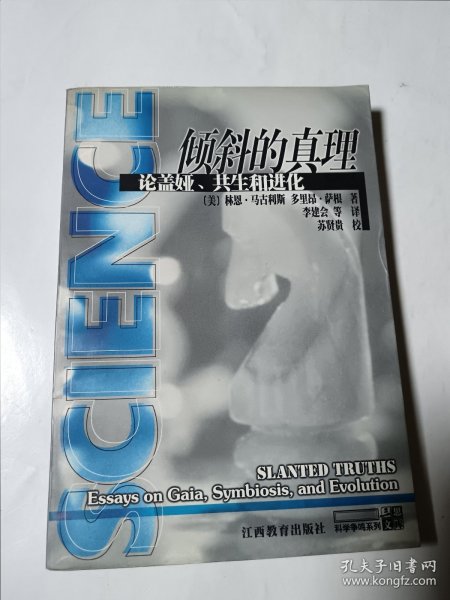 SCIENCE
倾斜的真理
论盖娅、共生和进化
〔美〕林恩·马古利斯 多里昂·萨根 著
李建会 等 译
苏贤贵 校
SLANTED TRUTHS
Essays on Gaia, Symbiosis, and Evolution
江西教育出版社
科学争鸣系列
文库
孔夫子旧书网
www.kongfz.com